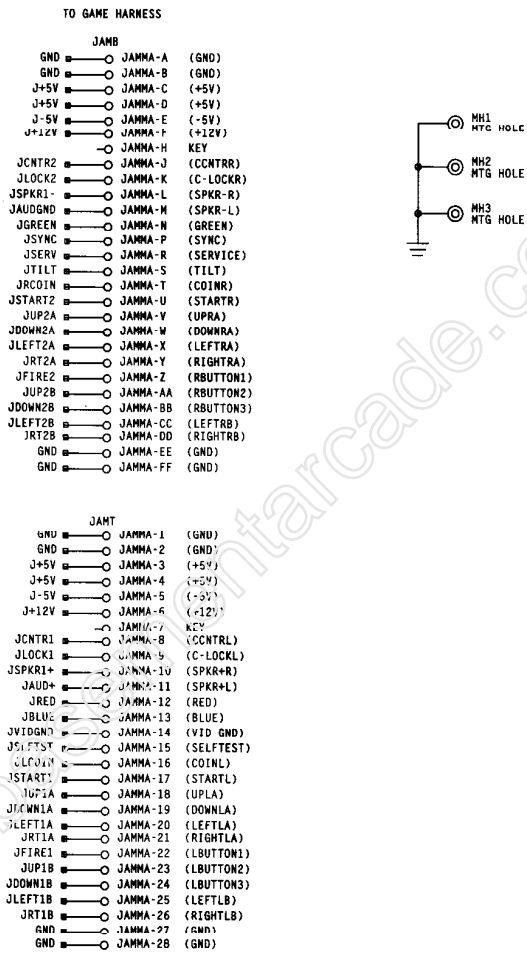 TO GAME HARNESS
JAMB
GND JAMMA-A (GND)
GND JAMMA-B (GND)
J+5V JAMMA-C (+5V)
J+5V JAMMA-D (+5V)
J-5V JAMMA-E (-5V)
J+12V JAMMA-F (+12V)
JAMMA-H KEY
JCNTR2 JAMMA-J (CCNTRR)
JLOCK2 JAMMA-K (C-LOCKR)
JSPKR1- JAMMA-L (SPKR-R)
JAUDGND JAMMA-M (SPKR-L)
JGREEN JAMMA-N (GREEN)
JSYNC JAMMA-P (SYNC)
JSERV JAMMA-R (SERVICE)
JTILT JAMMA-S (TILT)
JRCOIN JAMMA-T (COINR)
JSTART2 JAMMA-U (STARTR)
JUP2A JAMMA-V (UPRA)
JDOWN2A JAMMA-W (DOWNRA)
JLEFT2A JAMMA-X (LEFTRA)
JRT2A JAMMA-Y (RIGHTRA)
JFIRE2 JAMMA-Z (RBUTTON1)
JUP2B JAMMA-AA (RBUTTON2)
JDOWN2B JAMMA-BB (RBUTTON3)
JLEFT2B JAMMA-CC (LEFTRB)
JRT2B JAMMA-DD (RIGHTRB)
GND JAMMA-EE (GND)
GND JAMMA-FF (GND)
MH1
MTG HOLE
MH2
MTG HOLE
MH3
MTG HOLE
JAMT
GND JAMMA-1 (GND)
GND JAMMA-2 (GND)
J+5V JAMMA-3 (+5V)
J+5V JAMMA-4 (+5V)
J-5V JAMMA-5 (-5V)
J+12V JAMMA-6 (+12V)
JAMMA-7 KEY
JCNTR1 JAMMA-8 (CCNTRL)
JLOCK1 JAMMA-9 (C-LOCKL)
JSPKR1+ JAMMA-10 (SPKR+R)
JAUD+ JAMMA-11 (SPKR+L)
JRED JAMMA-12 (RED)
JBLUE JAMMA-13 (BLUE)
JVIDGND JAMMA-14 (VID GND)
JSLFTST JAMMA-15 (SELFTEST)
JLCOIN JAMMA-16 (COINL)
JSTART1 JAMMA-17 (STARTL)
JUP1A JAMMA-18 (UPLA)
JDOWN1A JAMMA-19 (DOWNLA)
JLEFT1A JAMMA-20 (LEFTLA)
JRT1A JAMMA-21 (RIGHTLA)
JFIRE1 JAMMA-22 (LBUTTON1)
JUP1B JAMMA-23 (LBUTTON2)
JDOWN1B JAMMA-24 (LBUTTON3)
JLEFT1B JAMMA-25 (LEFTLB)
JRT1B JAMMA-26 (RIGHTLB)
GND JAMMA-27 (GND)
GND JAMMA-28 (GND)
basementarcade.co